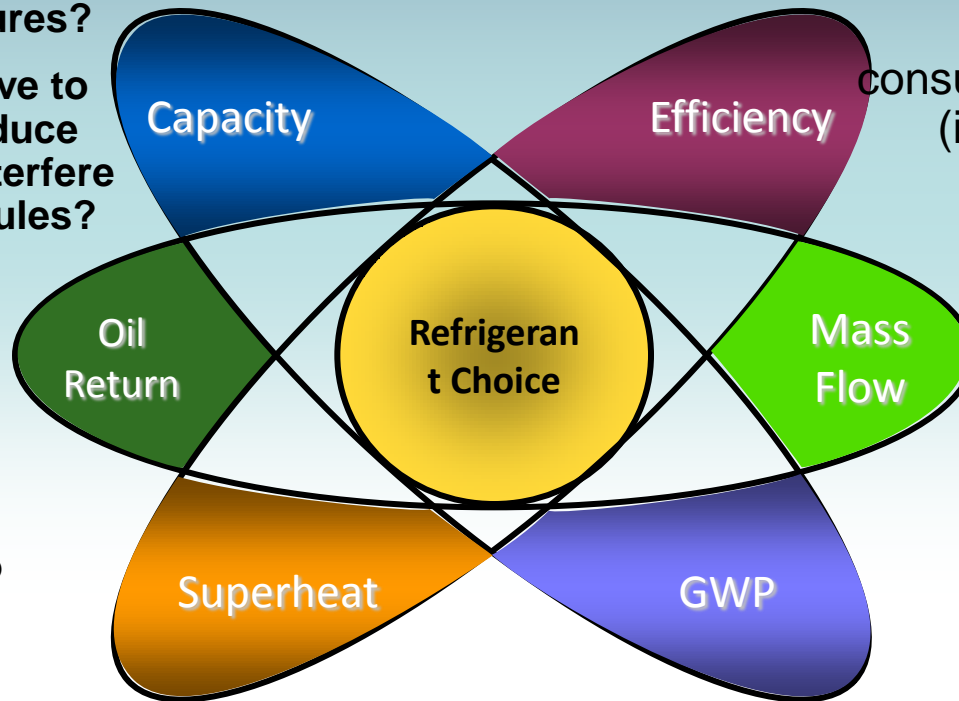 ures?
ve to
duce
terfere
ules?
Capacity
Efficiency
consu
(i
Oil
Return
Refrigeran
t Choice
Mass
Flow
Superheat
GWP